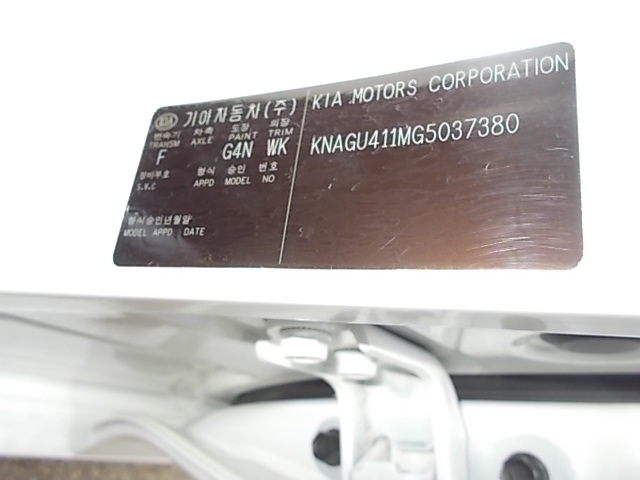 KIA 기아자동차(주)
변속기 차축 도장 외장
TRANSM AXLE PAINT TRIM
F G4N WK
정비부호 형식 승인 번호
S.V.C APPD MODEL NO
형식승인년월일
MODEL APPD DATE
KIA MOTORS CORPORATION
KNAGU411MG5037380